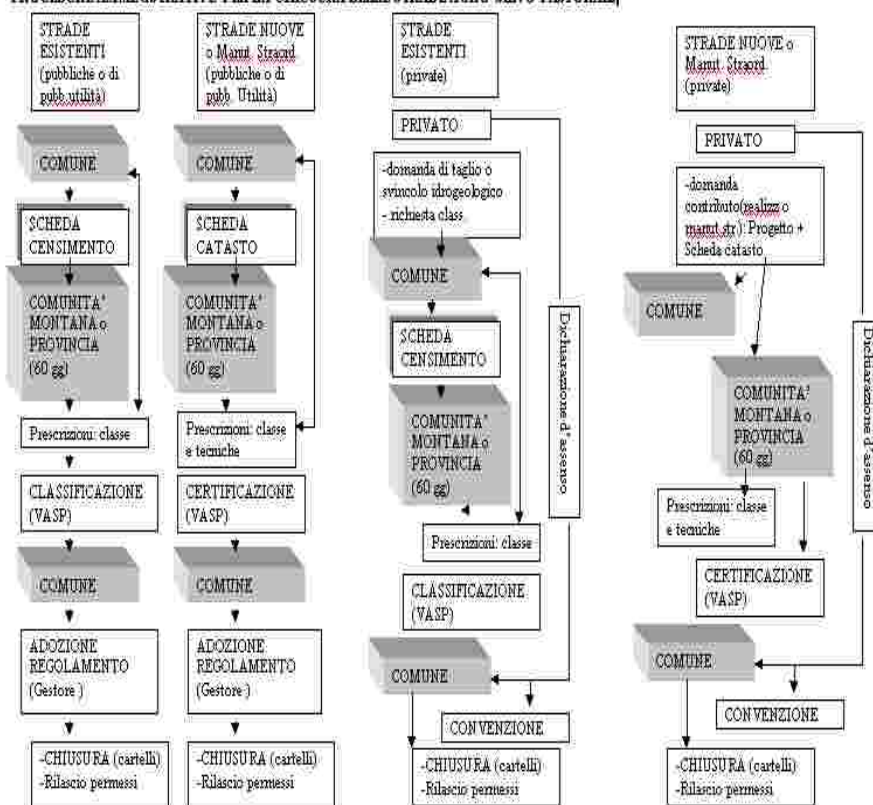 STRADE
ESISTENTI
(pubbliche o di
pubb.utilità)
COMUNE
SCHEDA
CENSIMENTO
COMUNITA'
MONTANA o
PROVINCIA
(60 gg)
Prescrizioni: classe
CLASSIFICAZIONE
(VASP)
COMUNE
ADOZIONE
REGOLAMENTO
(Gestore )
-CHIUSURA (cartelli)
-Rilascio permessi
STRADE NUOVE
o Manut. Straord.
(pubbliche o di
pubb. Utilità)
COMUNE
SCHEDA
CATASTO
COMUNITA'
MONTANA o
PROVINCIA
(60 gg)
Prescrizioni: classe
e tecniche
CERTIFICAZIONE
(VASP)
COMUNE
ADOZIONE
REGOLAMENTO
(Gestore )
-CHIUSURA (cartelli)
-Rilascio permessi
STRADE
ESISTENTI
(private)
PRIVATO
-domanda di taglio o
svincolo idrogeologico
- richiesta class.
COMUNE
SCHEDA
CENSIMENTO
COMUNITA'
MONTANA o
PROVINCIA
(60 gg)
Prescrizioni: classe
CLASSIFICAZIONE
(VASP)
Dichiarazione d'assenso
COMUNE
CONVENZIONE
-CHIUSURA (cartelli)
-Rilascio permessi
STRADE NUOVE o
Manut. Straord.
(private)
PRIVATO
-domanda
contributo(realizz o
manut.str.): Progetto +
Scheda catasto
COMUNE
COMUNITA'
MONTANA o
PROVINCIA
(60 gg)
Prescrizioni: classe
e tecniche
CERTIFICAZIONE
(VASP)
Dichiarazione d'assenso
COMUNE
CONVENZIONE
-CHIUSURA (cartelli)
-Rilascio permessi